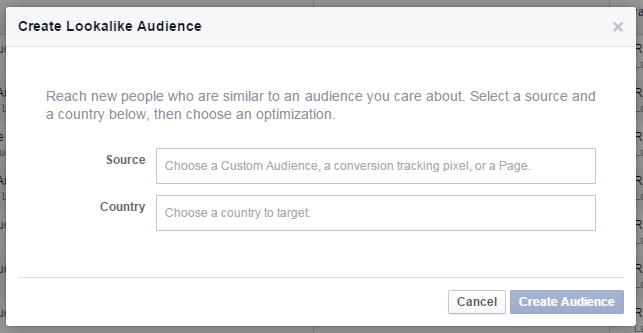 Create Lookalike Audience
×
Reach new people who are similar to an audience you care about. Select a source and
a country below, then choose an optimization.
Source
Choose a Custom Audience, a conversion tracking pixel, or a Page.
Country
Choose a country to target.
Cancel
Create Audience